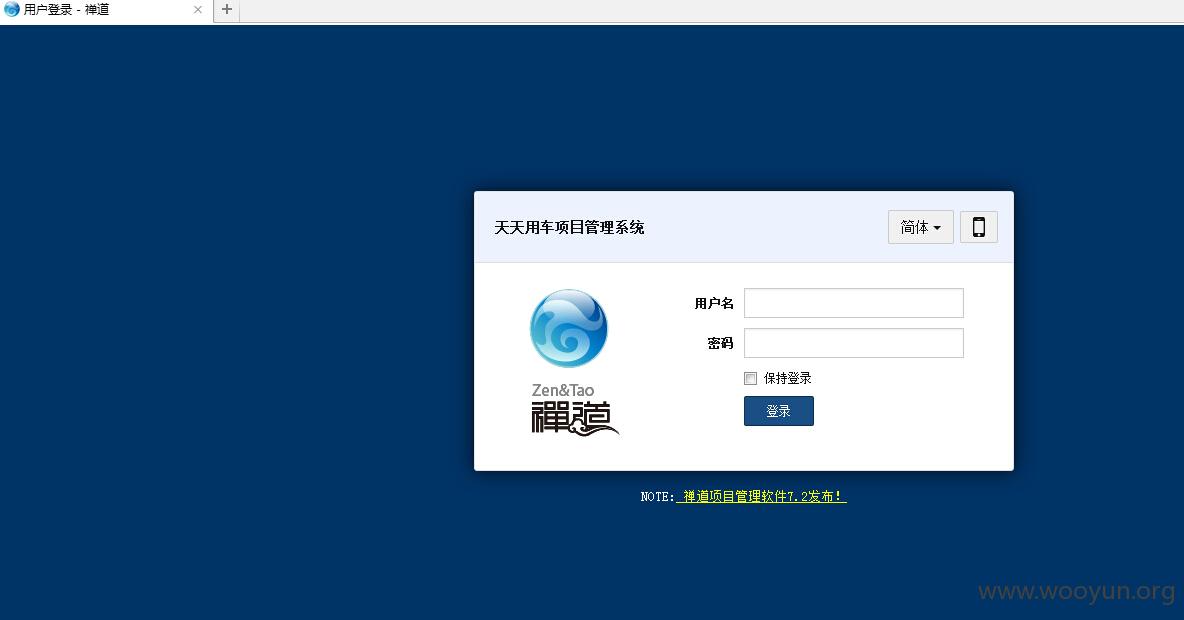 用户登录 - 禅道
天天用车项目管理系统
简体
用户名
密码
保持登录
登录
Zen&Tao
禪道
NOTE: 禅道项目管理软件7.2发布!
www.wooyun.org